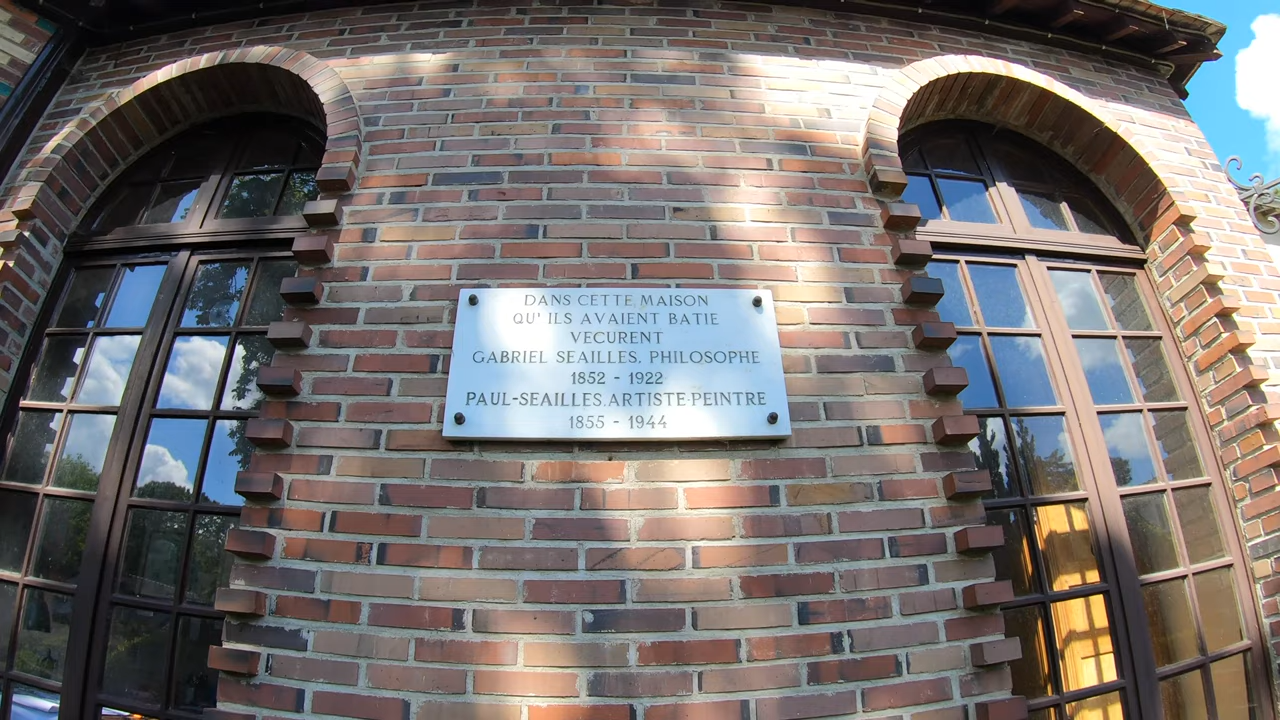 DANS CETTE MAISON
QU'ILS AVAIENT BATIE
VECURENT
GABRIEL SEAILLES. PHILOSOPHE
1852 - 1922
PAUL-SEAILLES.ARTISTE-PEINTRE
1855 - 1944